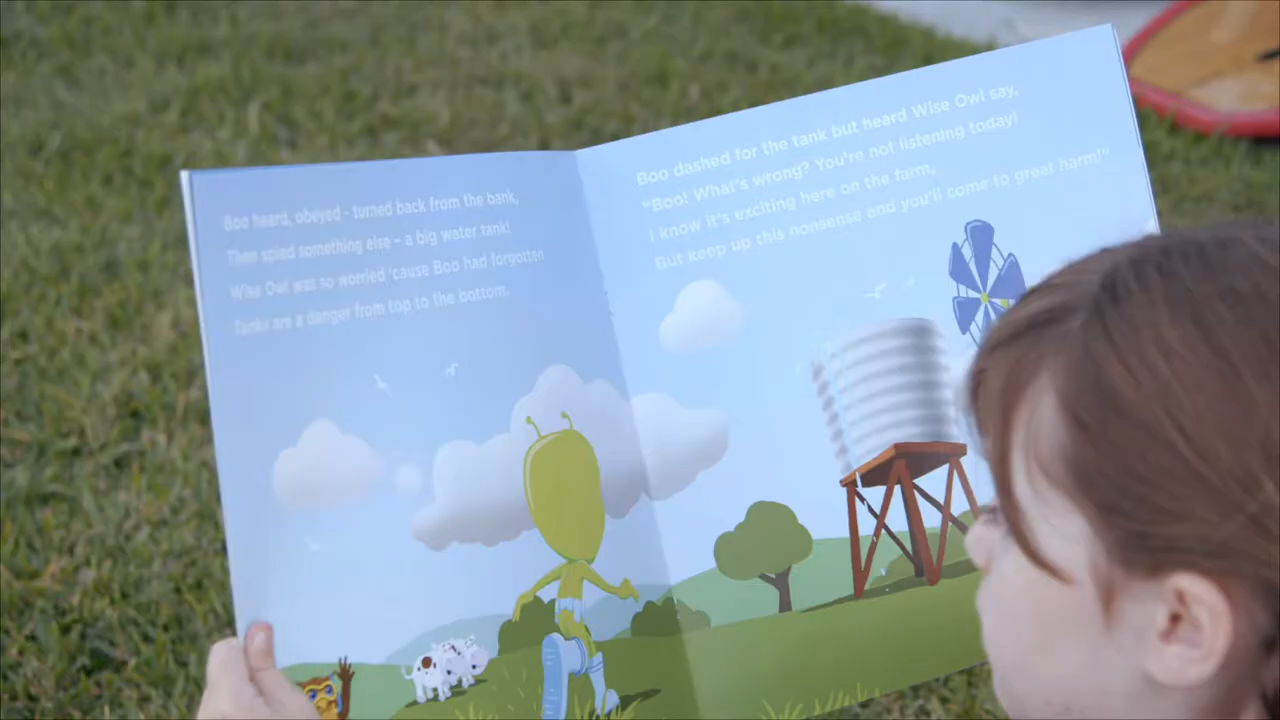 Boo heard, obeyed - turned back from the bank,
Then spied something else – a big water tank!
Wise Owl was so worried 'cause Boo had forgotten
Tanks are a danger from top to the bottom.
Boo dashed for the tank but heard Wise Owl say,
"Boo! What's wrong? You're not listening today!
I know it's exciting here on the farm,
But keep up this nonsense and you'll come to great harm!"